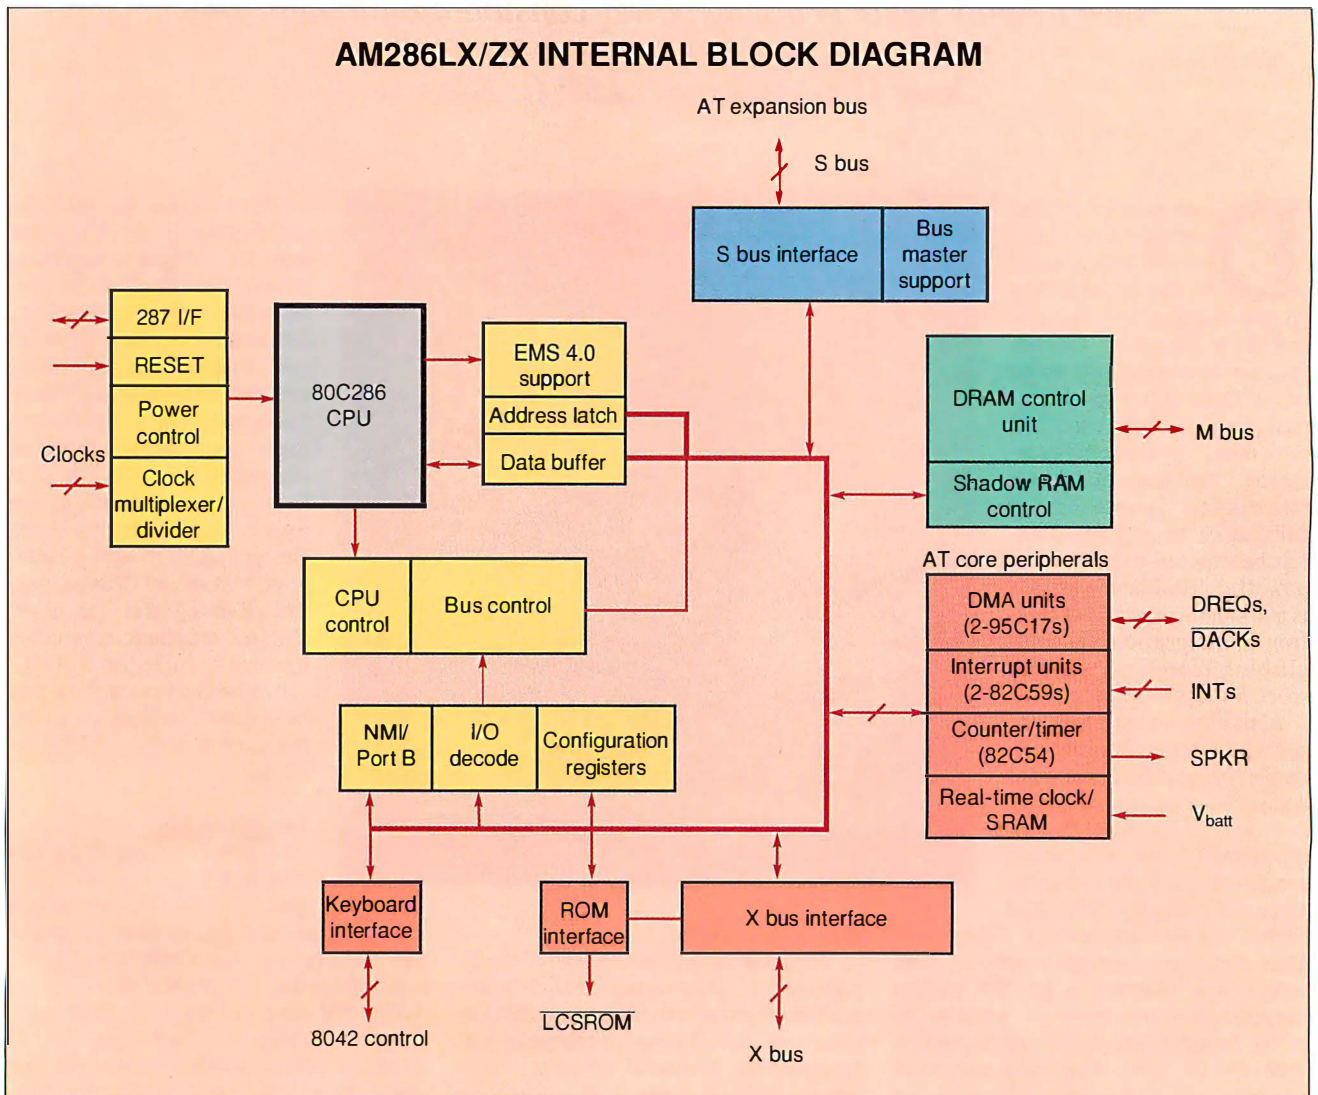 AM286LX/ZX INTERNAL BLOCK DIAGRAM
AT expansion bus
S bus
S bus interface
Bus
master
support
287 I/F
RESET
Power
control
Clocks
Clock
multiplexer/
divider
80C286
CPU
EMS 4.0
support
Address latch
Data buffer
DRAM control
unit
M bus
Shadow RAM
control
CPU
control
Bus control
AT core peripherals
DMA units
(2-95C17s)
DREQs,
DACKs
Interrupt units
(2-82C59s)
INTs
Counter/timer
(82C54)
SPKR
Real-time clock/
SRAM
Vbatt
NMI/
Port B
I/O
decode
Configuration
registers
Keyboard
interface
ROM
interface
X bus interface
8042 control
LCSROM
X bus